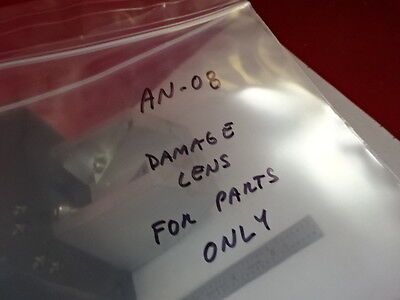 AN-08
DAMAGE
LENS
FOR PARTS
ONLY